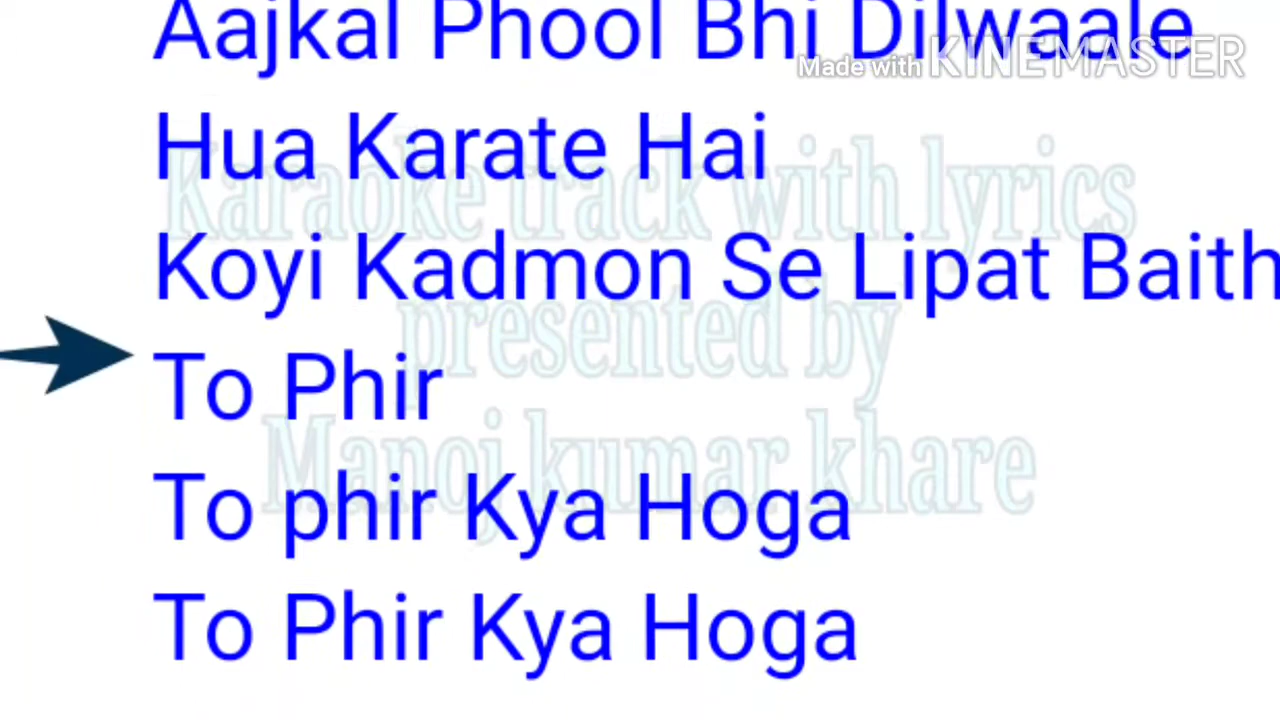 Aajkal Phool Bhi Dilwaale
Made with KINEMASTER
Hua Karate Hai
Karaoke track with lyrics
Koyi Kadmon Se Lipat Baith
presented by
To Phir
Manoj kumar khare
To phir Kya Hoga
To Phir Kya Hoga